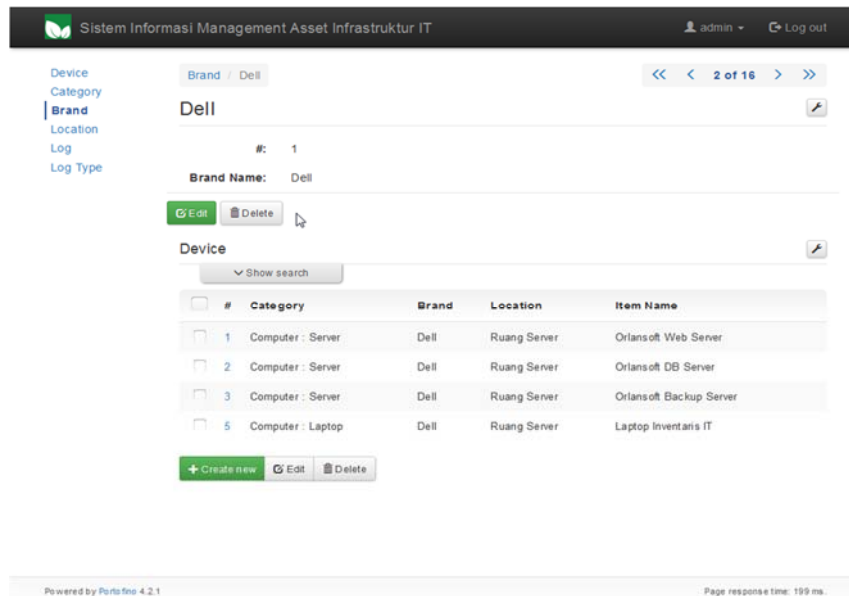 Sistem Informasi Management Asset Infrastruktur IT
admin
Log out
Device
Category
Brand
Location
Log
Log Type
Brand / Dell
<< < 2 of 16 > >>
Dell
#: 1
Brand Name: Dell
Edit Delete
Device
Show search
# Category Brand Location Item Name
1 Computer : Server Dell Ruang Server Orlansoft Web Server
2 Computer : Server Dell Ruang Server Orlansoft DB Server
3 Computer : Server Dell Ruang Server Orlansoft Backup Server
5 Computer : Laptop Dell Ruang Server Laptop Inventaris IT
+ Create new Edit Delete
Powered by Portofino 4.2.1
Page response time: 199 ms.